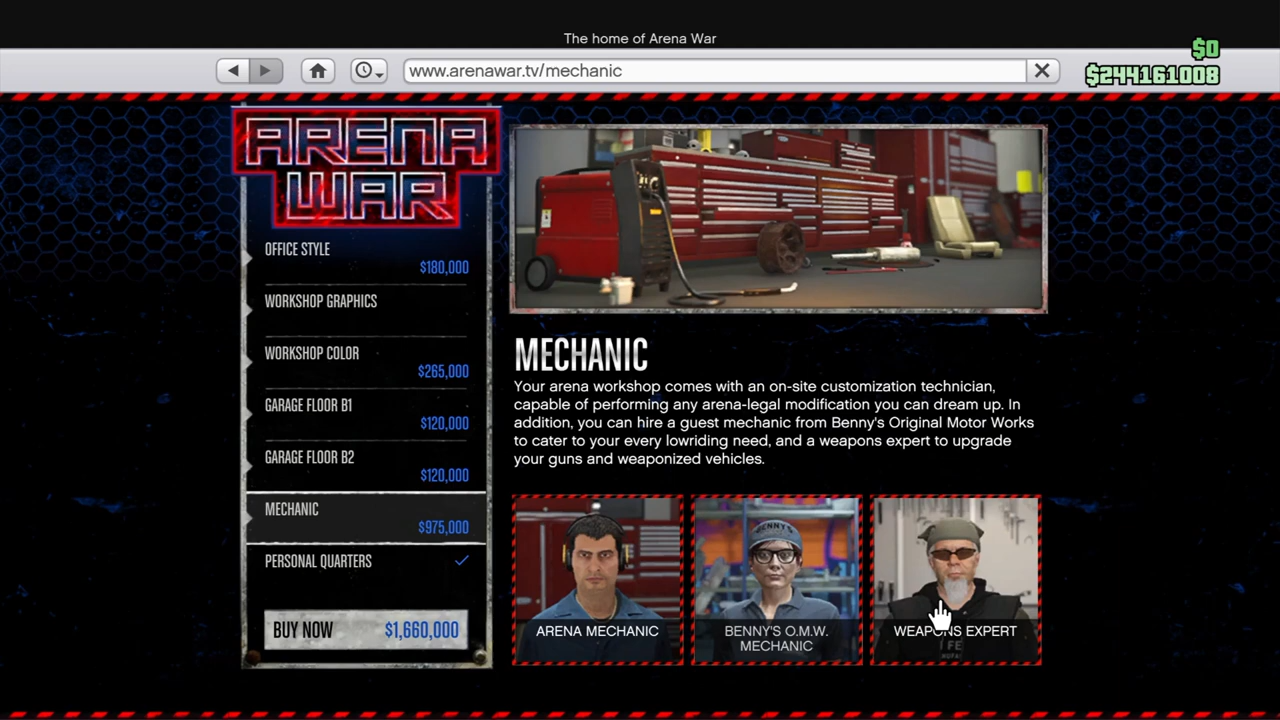 The home of Arena War
www.arenawar.tv/mechanic
$0
$244161008
ARENA
WAR
OFFICE STYLE
$180,000
WORKSHOP GRAPHICS
WORKSHOP COLOR
$265,000
GARAGE FLOOR B1
$120,000
GARAGE FLOOR B2
$120,000
MECHANIC
$975,000
PERSONAL QUARTERS
BUY NOW $1,660,000
MECHANIC
Your arena workshop comes with an on-site customization technician,
capable of performing any arena-legal modification you can dream up. In
addition, you can hire a guest mechanic from Benny's Original Motor Works
to cater to your every lowriding need, and a weapons expert to upgrade
your guns and weaponized vehicles.
ARENA MECHANIC
BENNY'S
BENNY'S O.M.W.
MECHANIC
WEAPONS EXPERT